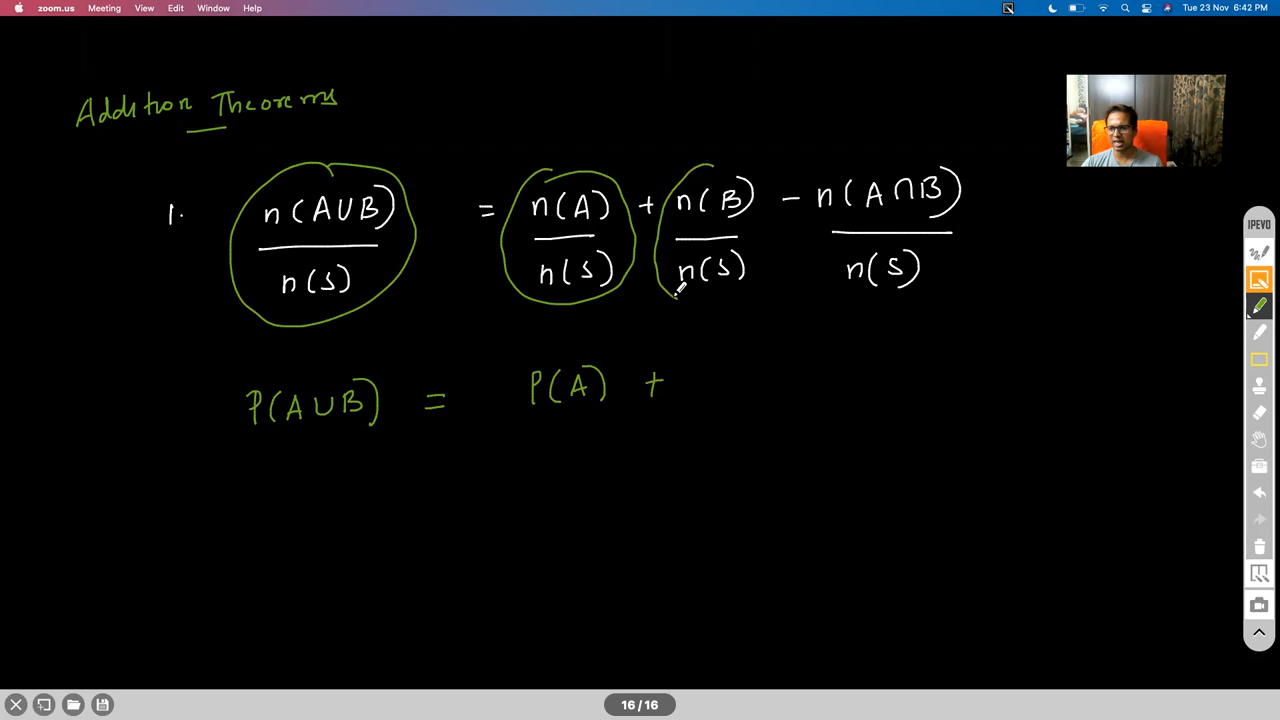 zoom.us Meeting View Edit Window Help Tue 23 Nov 6:42 PM
Addition Theorems
1. n(A∪B) = n(A) + n(B) - n(A∩B)
n(S) n(S) n(S) n(S)
P(A∪B) = P(A) +
IPEVO
16/16